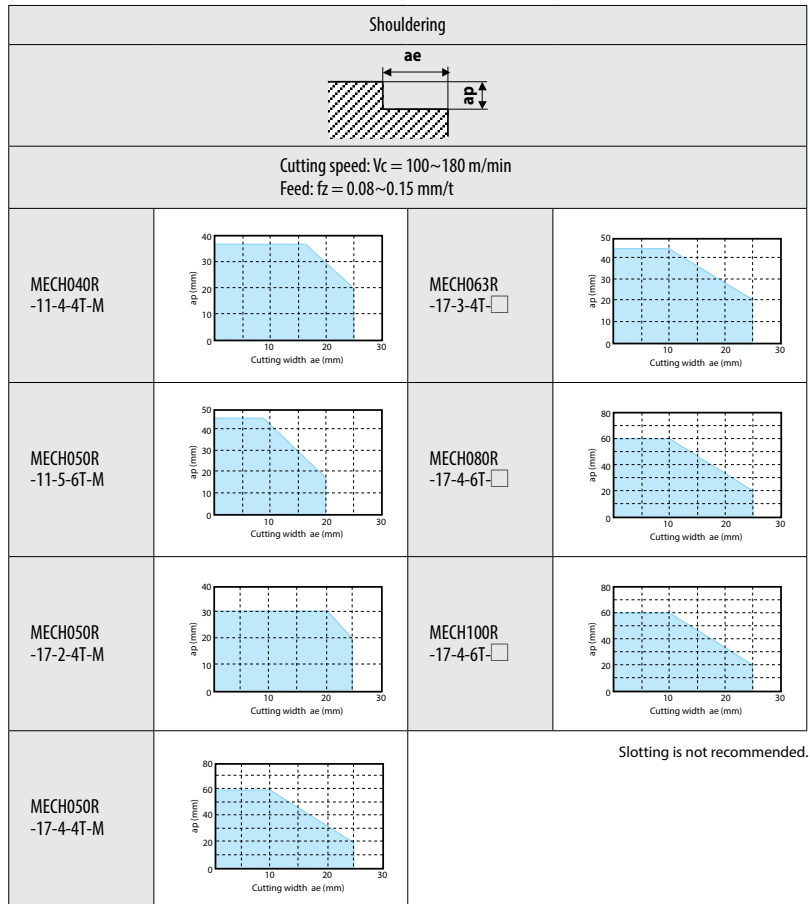 Shouldering
ae
ap
Cutting speed: Vc = 100~180 m/min
Feed: fz = 0.08~0.15 mm/t
MECH040R
-11-4-4T-M
40
30
20
10
0
ap (mm)
10 20 30
Cutting width ae (mm)
MECH063R
-17-3-4T-□
50
40
30
20
10
0
ap (mm)
10 20 30
Cutting width ae (mm)
MECH050R
-11-5-6T-M
50
40
30
20
10
0
ap (mm)
10 20 30
Cutting width ae (mm)
MECH080R
-17-4-6T-□
80
60
40
20
0
ap (mm)
10 20 30
Cutting width ae (mm)
MECH050R
-17-2-4T-M
40
30
20
10
0
ap (mm)
10 20 30
Cutting width ae (mm)
MECH100R
-17-4-6T-□
80
60
40
20
0
ap (mm)
10 20 30
Cutting width ae (mm)
MECH050R
-17-4-4T-M
80
60
40
20
0
ap (mm)
10 20 30
Cutting width ae (mm)
Slotting is not recommended.